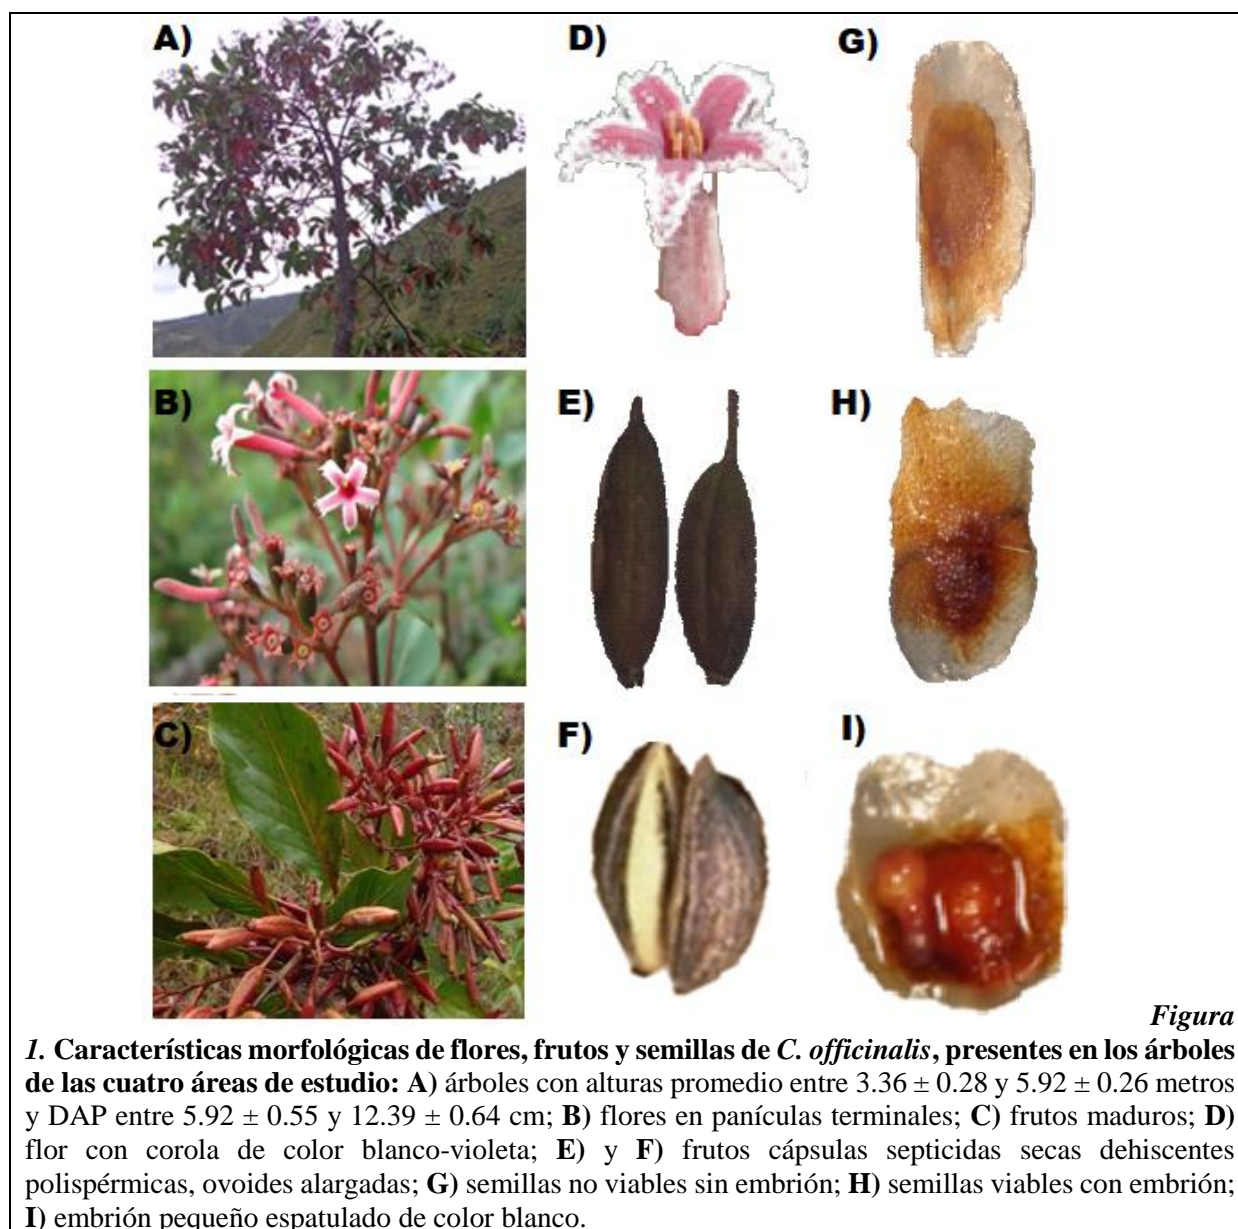 A)
D)
G)
B)
E)
H)
C)
F)
I)
Figura
1. Características morfológicas de flores, frutos y semillas de C. officinalis, presentes en los árboles
de las cuatro áreas de estudio: A) árboles con alturas promedio entre 3.36 ± 0.28 y 5.92 ± 0.26 metros
y DAP entre 5.92 ± 0.55 y 12.39 ± 0.64 cm; B) flores en panículas terminales; C) frutos maduros; D)
flor con corola de color blanco-violeta; E) y F) frutos cápsulas septicidas secas dehiscentes
polispérmicas, ovoides alargadas; G) semillas no viables sin embrión; H) semillas viables con embrión;
I) embrión pequeño espatulado de color blanco.